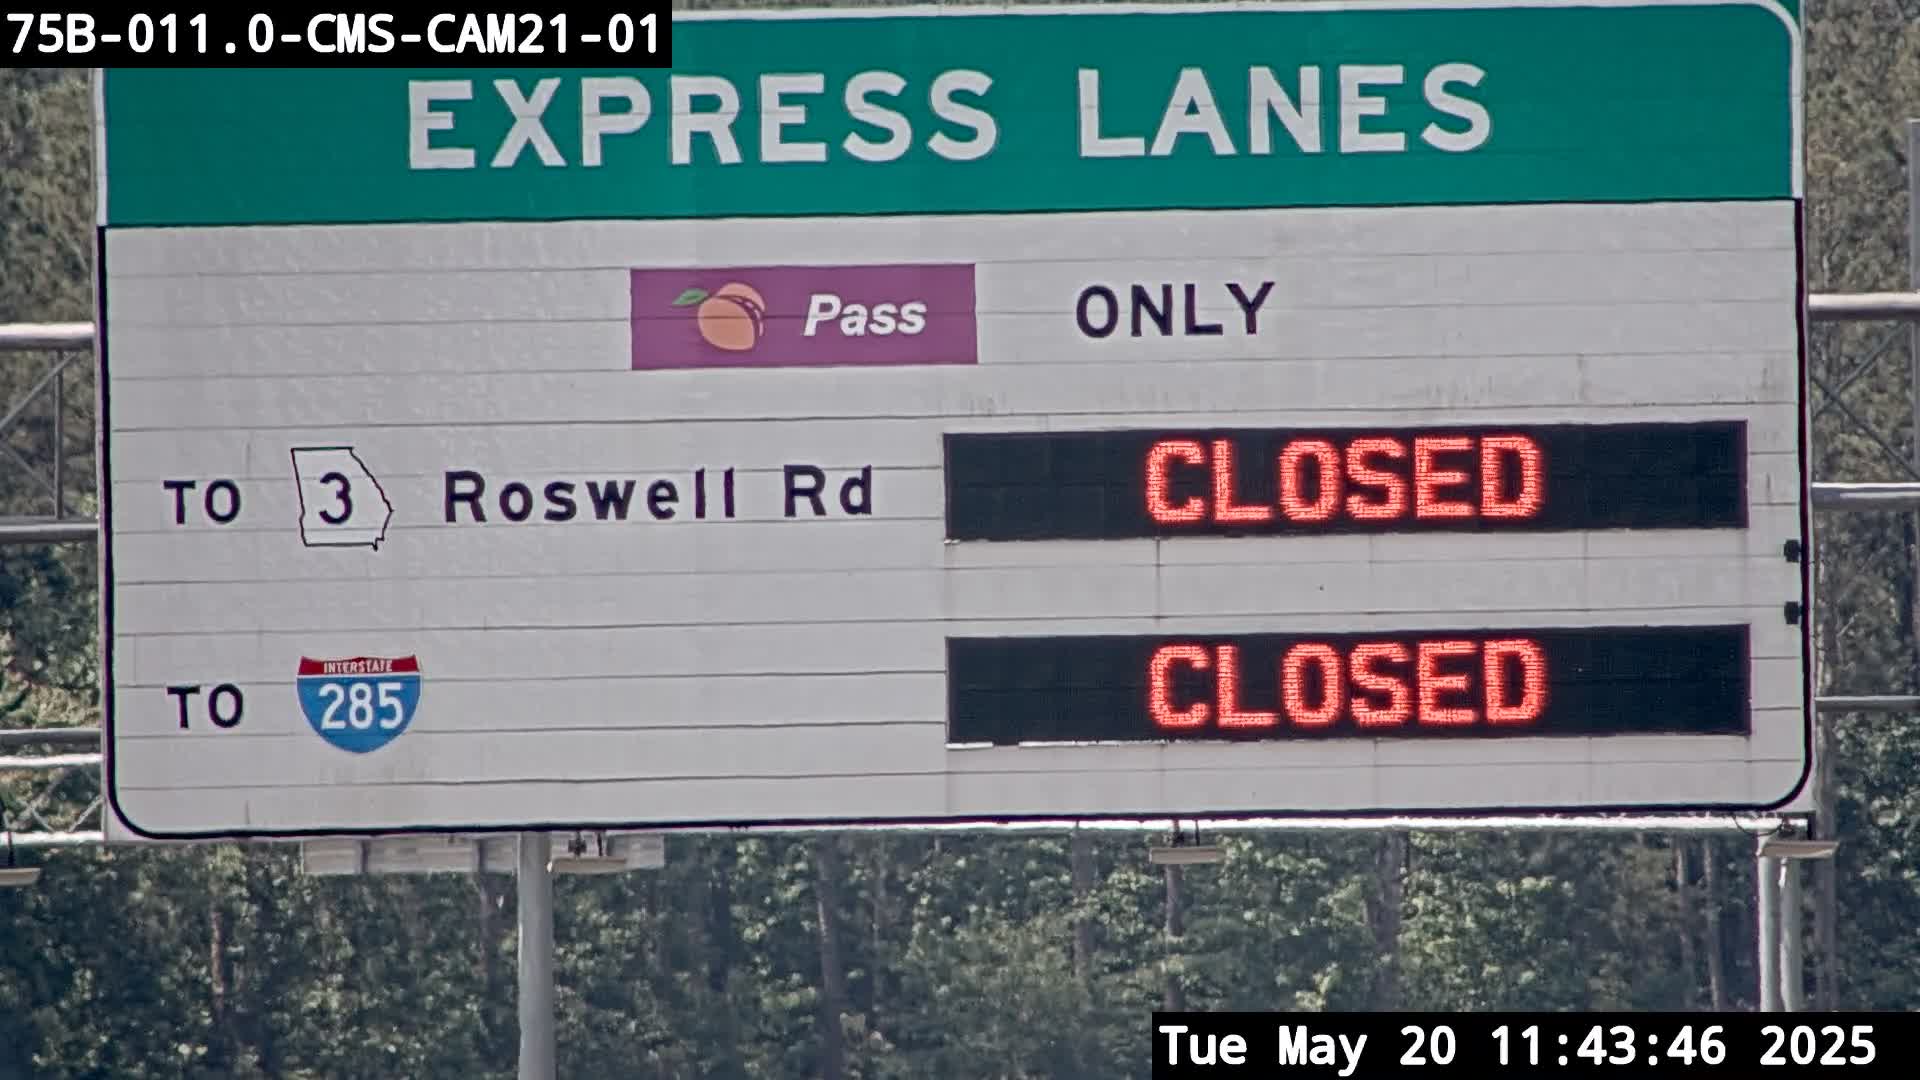 75B-011.0-CMS-CAM21-01
EXPRESS LANES
Pass ONLY
TO 3 Roswell Rd CLOSED
TO INTERSTATE 285 CLOSED
Tue May 20 11:43:46 2025